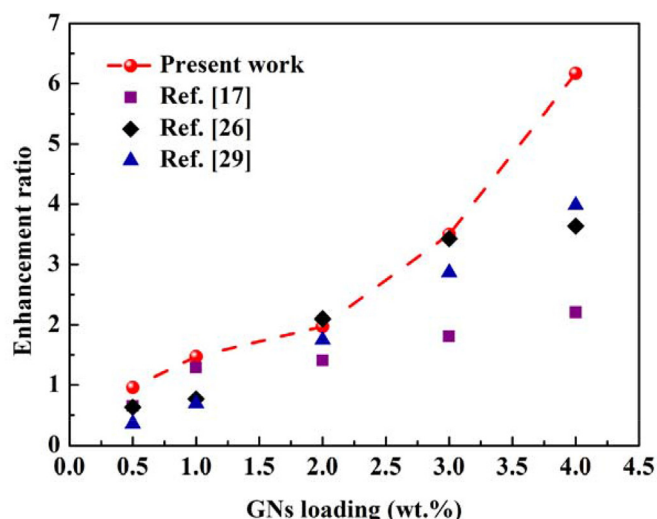 7
6
5
4
3
2
1
0
Enhancement ratio
Present work
Ref. [17]
Ref. [26]
Ref. [29]
0.0 0.5 1.0 1.5 2.0 2.5 3.0 3.5 4.0 4.5
GNs loading (wt.%)